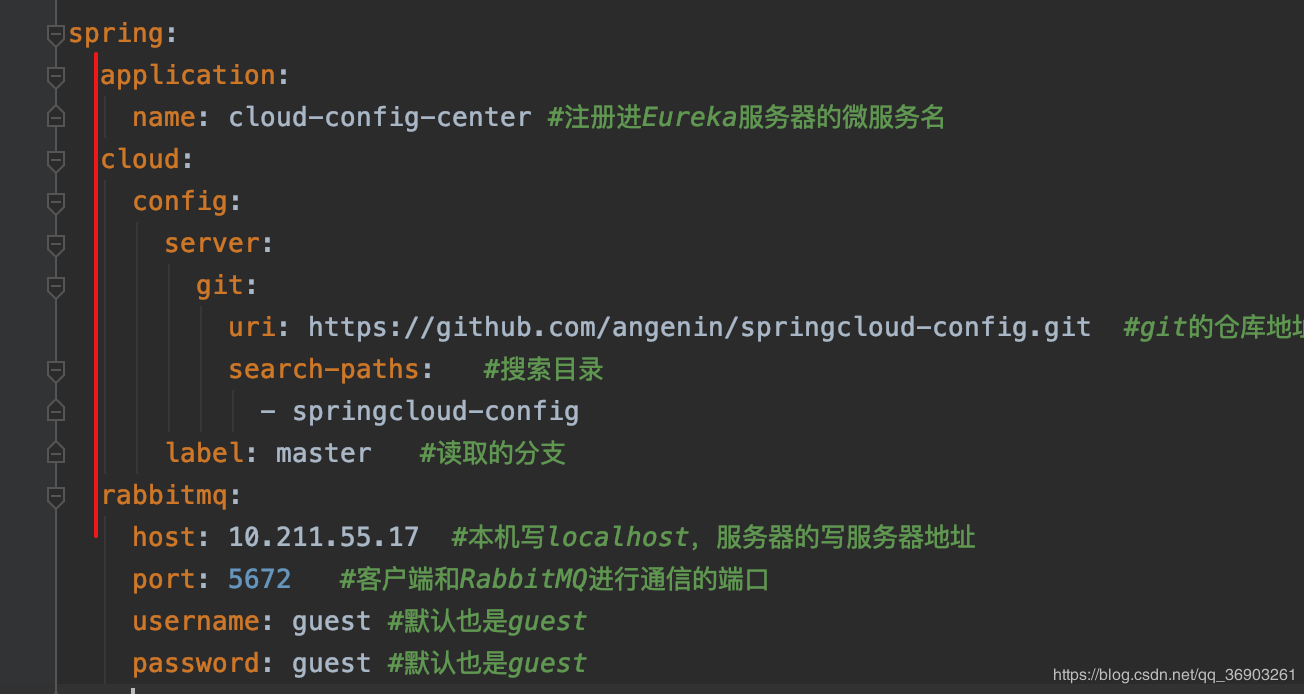 spring:
application:
name: cloud-config-center #注册进Eureka服务器的微服务名
cloud:
config:
server:
git:
uri: https://github.com/angenin/springcloud-config.git #git的仓库地
search-paths: #搜索目录
- springcloud-config
label: master #读取的分支
rabbitmq:
host: 10.211.55.17 #本机写localhost，服务器的写服务器地址
port: 5672 #客户端和RabbitMQ进行通信的端口
username: guest #默认也是guest
password: guest #默认也是guest
https://blog.csdn.net/qq_36903261